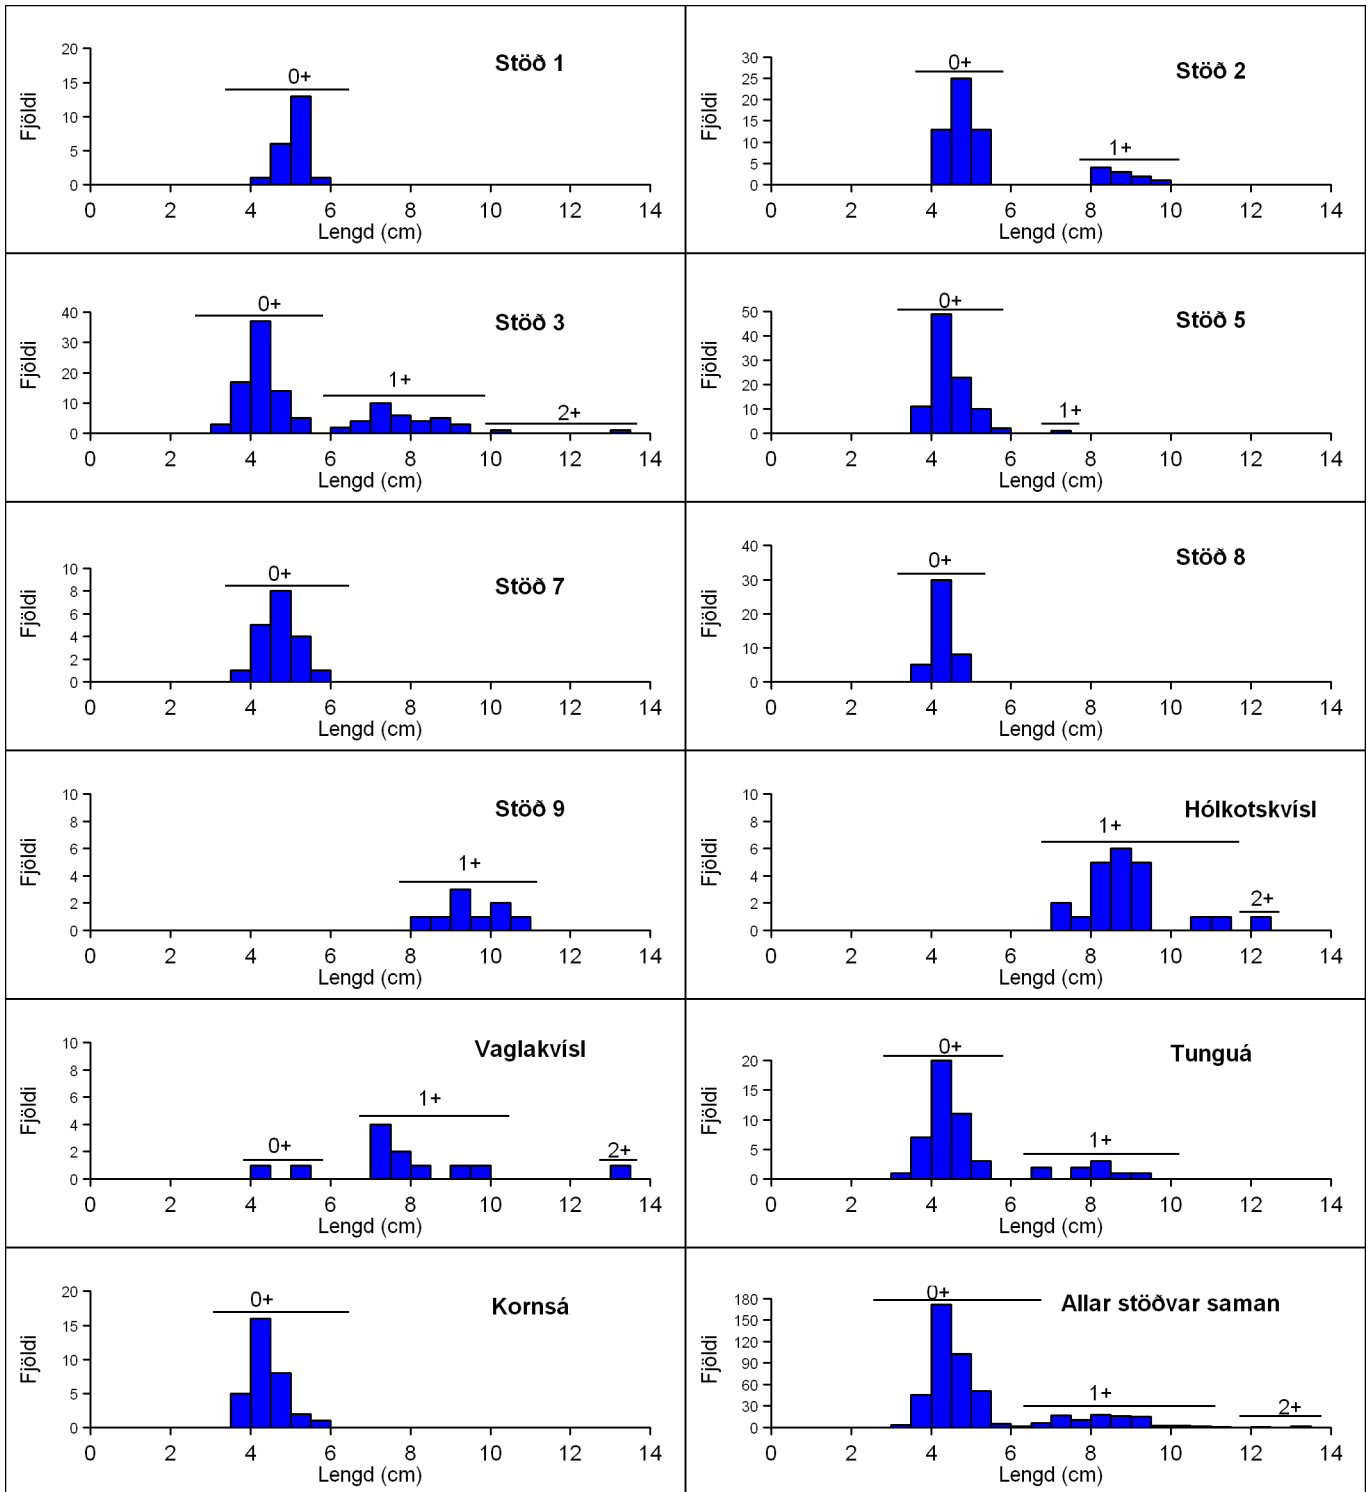 Stöð 1
0+
Fjöldi
20
15
10
5
0
0 2 4 6 8 10 12 14
Lengd (cm)
Stöð 2
0+
1+
Fjöldi
30
25
20
15
10
5
0
0 2 4 6 8 10 12 14
Lengd (cm)
Stöð 3
0+
1+
2+
Fjöldi
40
30
20
10
0
0 2 4 6 8 10 12 14
Lengd (cm)
Stöð 5
0+
1+
Fjöldi
50
40
30
20
10
0
0 2 4 6 8 10 12 14
Lengd (cm)
Stöð 7
0+
Fjöldi
10
8
6
4
2
0
0 2 4 6 8 10 12 14
Lengd (cm)
Stöð 8
0+
Fjöldi
40
30
20
10
0
0 2 4 6 8 10 12 14
Lengd (cm)
Stöð 9
1+
Fjöldi
10
8
6
4
2
0
0 2 4 6 8 10 12 14
Lengd (cm)
Hólkotskvísl
1+
2+
Fjöldi
10
8
6
4
2
0
0 2 4 6 8 10 12 14
Lengd (cm)
Vaglakvísl
0+
1+
2+
Fjöldi
10
8
6
4
2
0
0 2 4 6 8 10 12 14
Lengd (cm)
Tunguá
0+
1+
Fjöldi
20
15
10
5
0
0 2 4 6 8 10 12 14
Lengd (cm)
Kornsá
0+
Fjöldi
20
15
10
5
0
0 2 4 6 8 10 12 14
Lengd (cm)
Allar stöðvar saman
0+
1+
2+
Fjöldi
180
150
120
90
60
30
0
0 2 4 6 8 10 12 14
Lengd (cm)